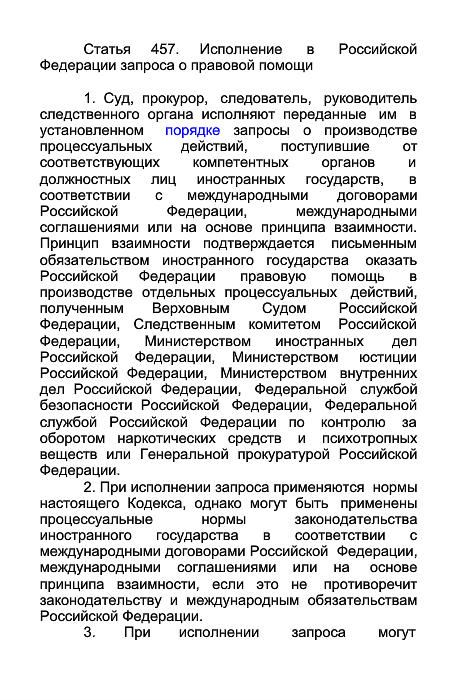 Статья 457. Исполнение в Российской
Федерации запроса о правовой помощи
1. Суд, прокурор, следователь, руководитель
следственного органа исполняют переданные им в
установленном порядке запросы о производстве
процессуальных действий, поступившие от
соответствующих компетентных органов и
должностных лиц иностранных государств, в
соответствии с международными договорами
Российской Федерации, международными
соглашениями или на основе принципа взаимности.
Принцип взаимности подтверждается письменным
обязательством иностранного государства оказать
Российской Федерации правовую помощь в
производстве отдельных процессуальных действий,
полученным Верховным Судом Российской
Федерации, Следственным комитетом Российской
Федерации, Министерством иностранных дел
Российской Федерации, Министерством юстиции
Российской Федерации, Министерством внутренних
дел Российской Федерации, Федеральной службой
безопасности Российской Федерации, Федеральной
службой Российской Федерации по контролю за
оборотом наркотических средств и психотропных
веществ или Генеральной прокуратурой Российской
Федерации.
2. При исполнении запроса применяются нормы
настоящего Кодекса, однако могут быть применены
процессуальные нормы законодательства
иностранного государства в соответствии с
международными договорами Российской Федерации,
международными соглашениями или на основе
принципа взаимности, если это не противоречит
законодательству и международным обязательствам
Российской Федерации.
3. При исполнении запроса могут